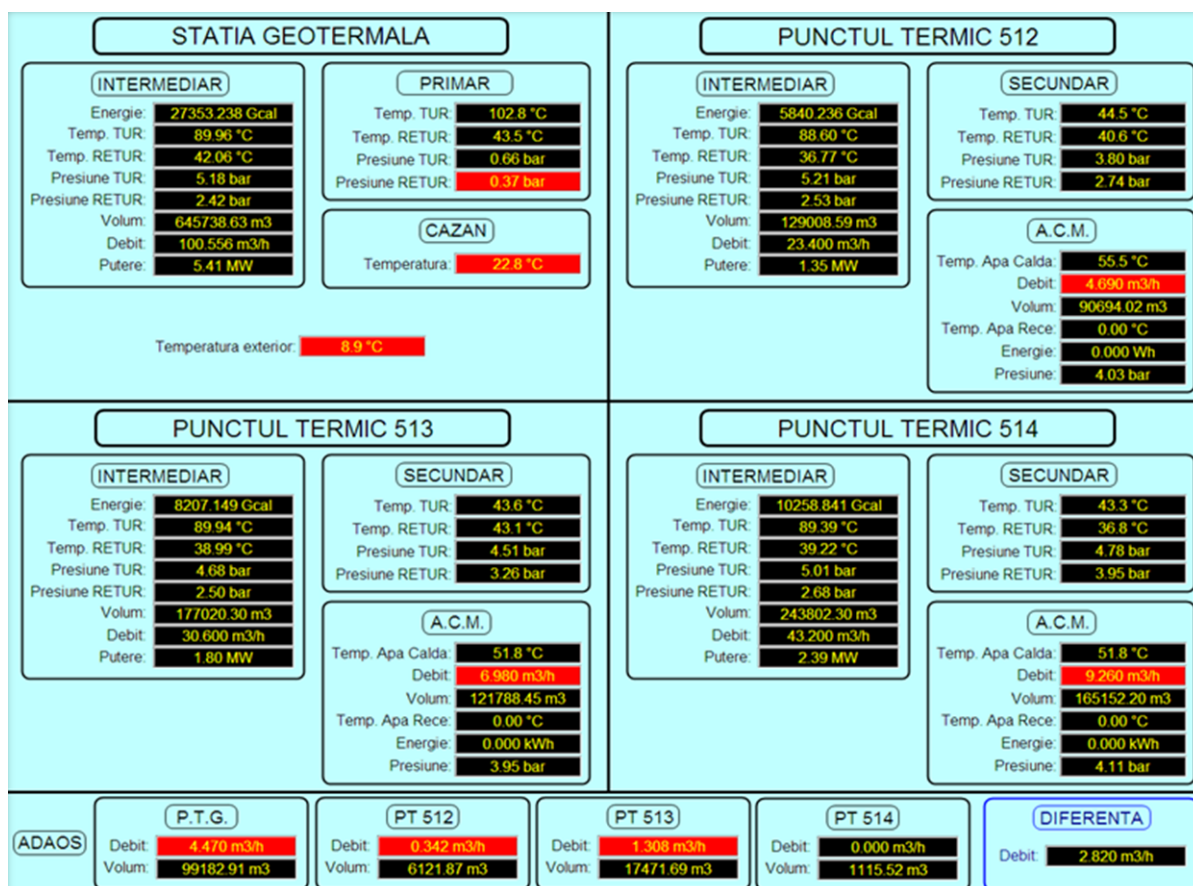 STATIA GEOTERMALA
INTERMEDIAR
Energie: 27353.238 Gcal
Temp. TUR: 89.96 °C
Temp. RETUR: 42.06 °C
Presiune TUR: 5.18 bar
Presiune RETUR: 2.42 bar
Volum: 645738.63 m3
Debit: 100.556 m3/h
Putere: 5.41 MW
PRIMAR
Temp. TUR: 102.8 °C
Temp. RETUR: 43.5 °C
Presiune TUR: 0.66 bar
Presiune RETUR: 0.37 bar
CAZAN
Temperatura: 22.8 °C
Temperatura exterior: 8.9 °C
PUNCTUL TERMIC 512
INTERMEDIAR
Energie: 5840.236 Gcal
Temp. TUR: 88.60 °C
Temp. RETUR: 36.77 °C
Presiune TUR: 5.21 bar
Presiune RETUR: 2.53 bar
Volum: 129008.59 m3
Debit: 23.400 m3/h
Putere: 1.35 MW
SECUNDAR
Temp. TUR: 44.5 °C
Temp. RETUR: 40.6 °C
Presiune TUR: 3.80 bar
Presiune RETUR: 2.74 bar
A.C.M.
Temp. Apa Calda: 55.5 °C
Debit: 4.690 m3/h
Volum: 90694.02 m3
Temp. Apa Rece: 0.00 °C
Energie: 0.000 Wh
Presiune: 4.03 bar
PUNCTUL TERMIC 513
INTERMEDIAR
Energie: 8207.149 Gcal
Temp. TUR: 89.94 °C
Temp. RETUR: 38.99 °C
Presiune TUR: 4.68 bar
Presiune RETUR: 2.50 bar
Volum: 177020.30 m3
Debit: 30.600 m3/h
Putere: 1.80 MW
SECUNDAR
Temp. TUR: 43.6 °C
Temp. RETUR: 43.1 °C
Presiune TUR: 4.51 bar
Presiune RETUR: 3.26 bar
A.C.M.
Temp. Apa Calda: 51.8 °C
Debit: 6.980 m3/h
Volum: 121788.45 m3
Temp. Apa Rece: 0.00 °C
Energie: 0.000 kWh
Presiune: 3.95 bar
PUNCTUL TERMIC 514
INTERMEDIAR
Energie: 10258.841 Gcal
Temp. TUR: 89.39 °C
Temp. RETUR: 39.22 °C
Presiune TUR: 5.01 bar
Presiune RETUR: 2.68 bar
Volum: 243802.30 m3
Debit: 43.200 m3/h
Putere: 2.39 MW
SECUNDAR
Temp. TUR: 43.3 °C
Temp. RETUR: 36.8 °C
Presiune TUR: 4.78 bar
Presiune RETUR: 3.95 bar
A.C.M.
Temp. Apa Calda: 51.8 °C
Debit: 9.260 m3/h
Volum: 165152.20 m3
Temp. Apa Rece: 0.00 °C
Energie: 0.000 kWh
Presiune: 4.11 bar
ADAOS
P.T.G.
Debit: 4.470 m3/h
Volum: 99182.91 m3
PT 512
Debit: 0.342 m3/h
Volum: 6121.87 m3
PT 513
Debit: 1.308 m3/h
Volum: 17471.69 m3
PT 514
Debit: 0.000 m3/h
Volum: 1115.52 m3
DIFERENTA
Debit: 2.820 m3/h